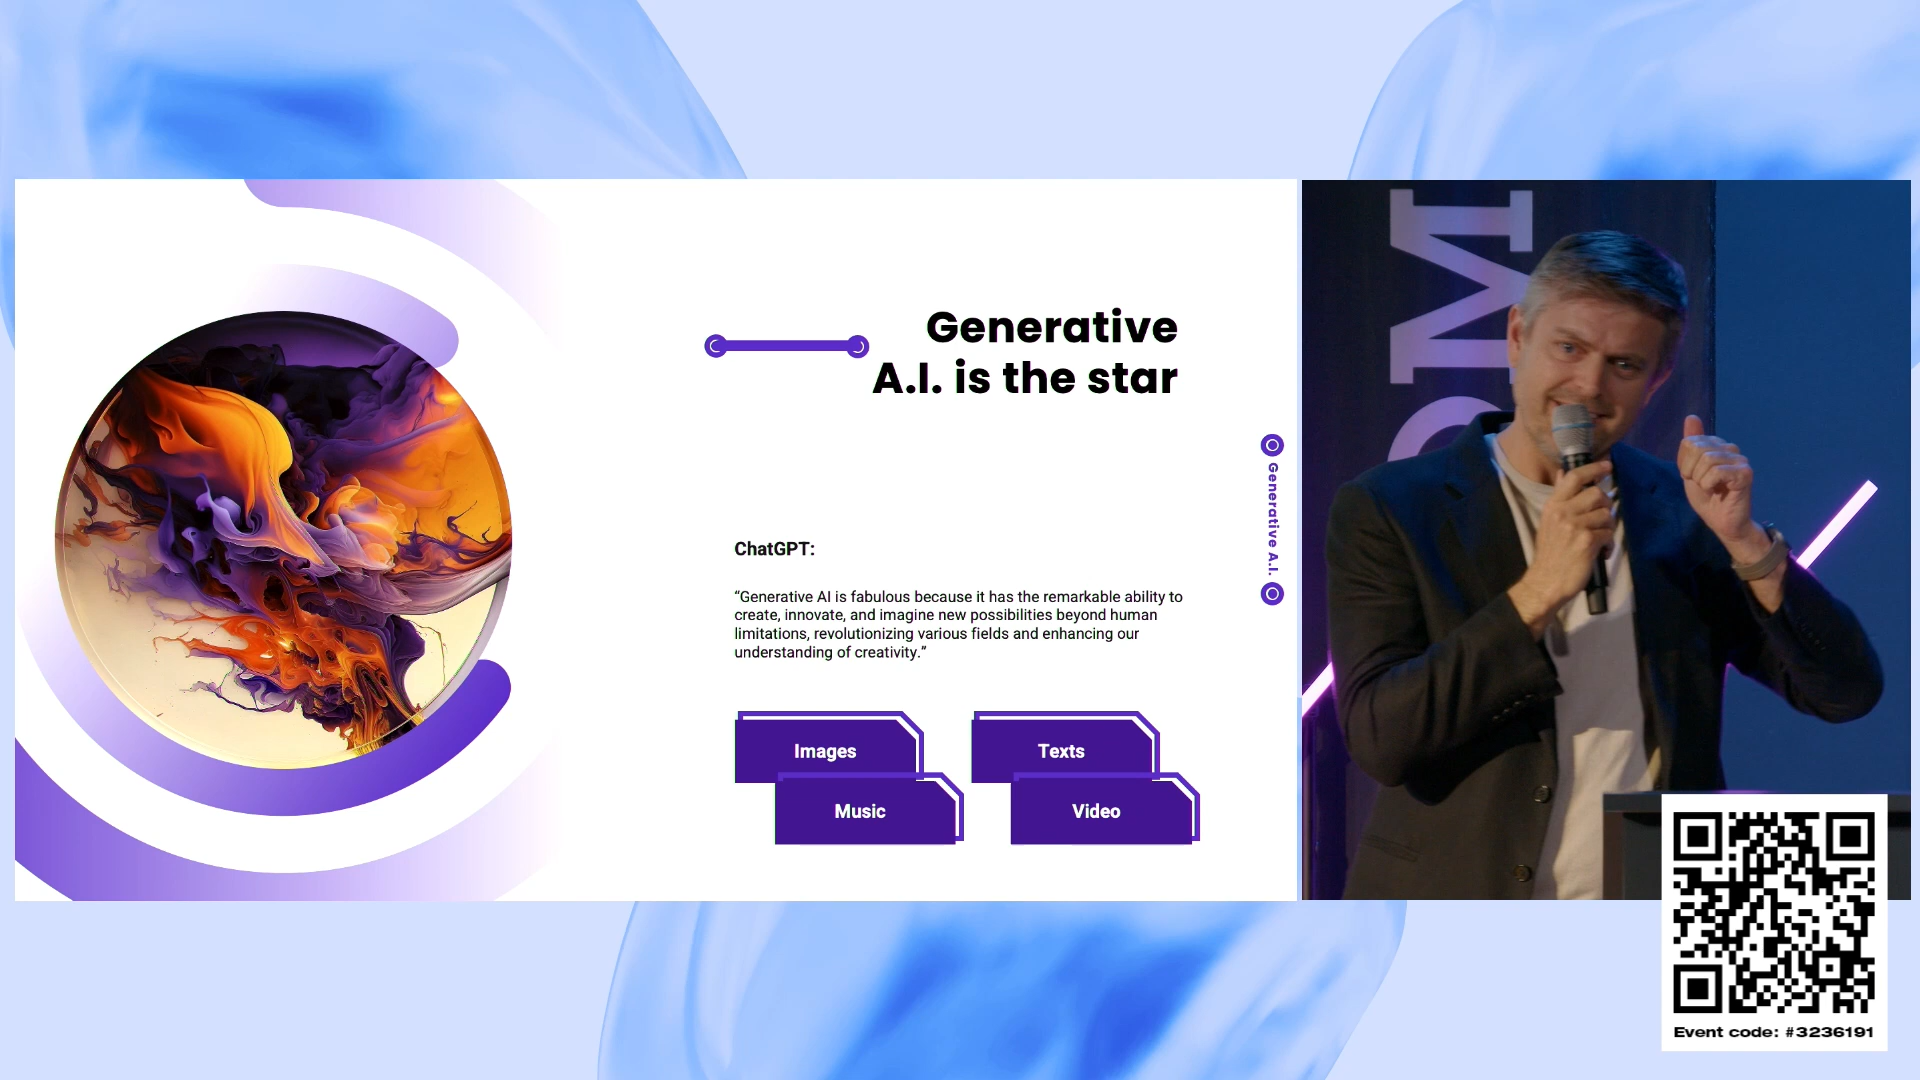 Generative
A.I. is the star
Generative A.I.
ChatGPT:
“Generative AI is fabulous because it has the remarkable ability to
create, innovate, and imagine new possibilities beyond human
limitations, revolutionizing various fields and enhancing our
understanding of creativity.”
Images
Texts
Music
Video
OM
Event code: #3236191